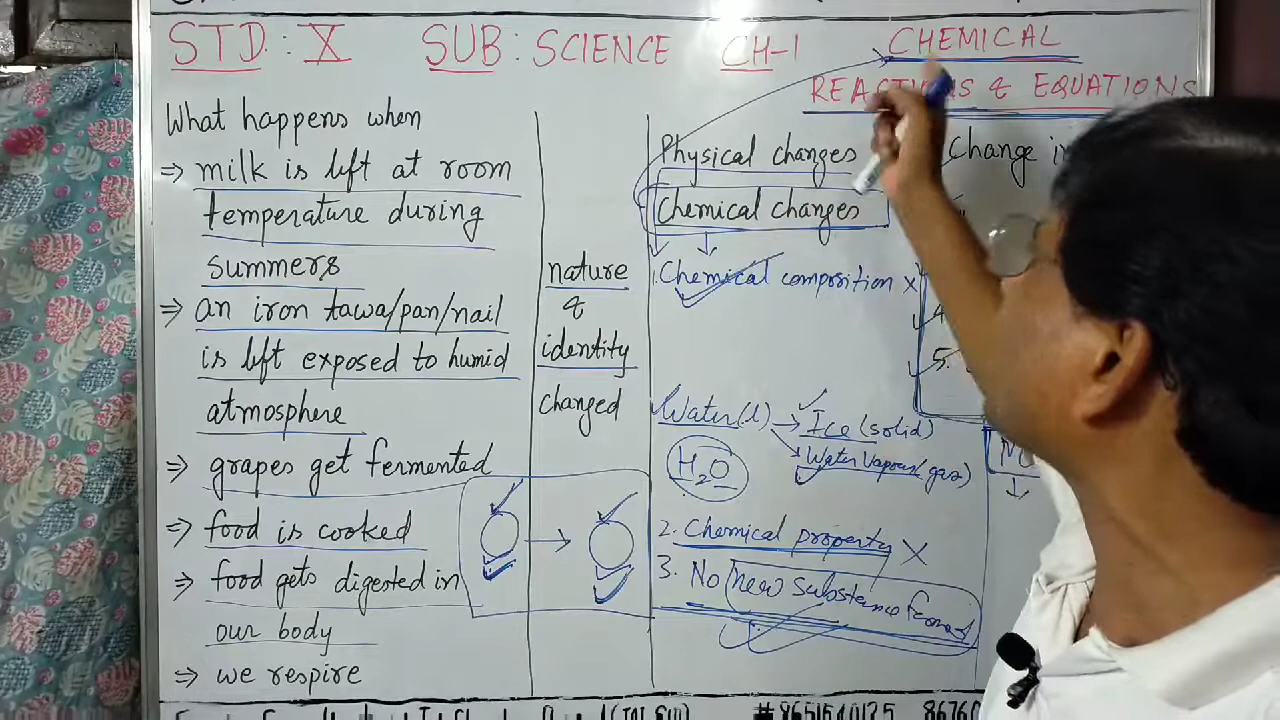 STD : X SUB : SCIENCE CH-1 CHEMICAL
REACTIONS & EQUATIONS
What happens when
⇒ milk is left at room
temperature during
summers
⇒ an iron tawa/pan/nail
is left exposed to humid
atmosphere
⇒ grapes get fermented
⇒ food is cooked
⇒ food gets digested in
our body
⇒ we respire
nature
&
identity
changed
Physical changes
Chemical changes
1. Chemical composition ×
Water(l) → Ice (solid)
→ Water Vapour (gas)
H2O
2. Chemical property ×
3. No new substance formed
Change in
4.
5.
# 8651540125